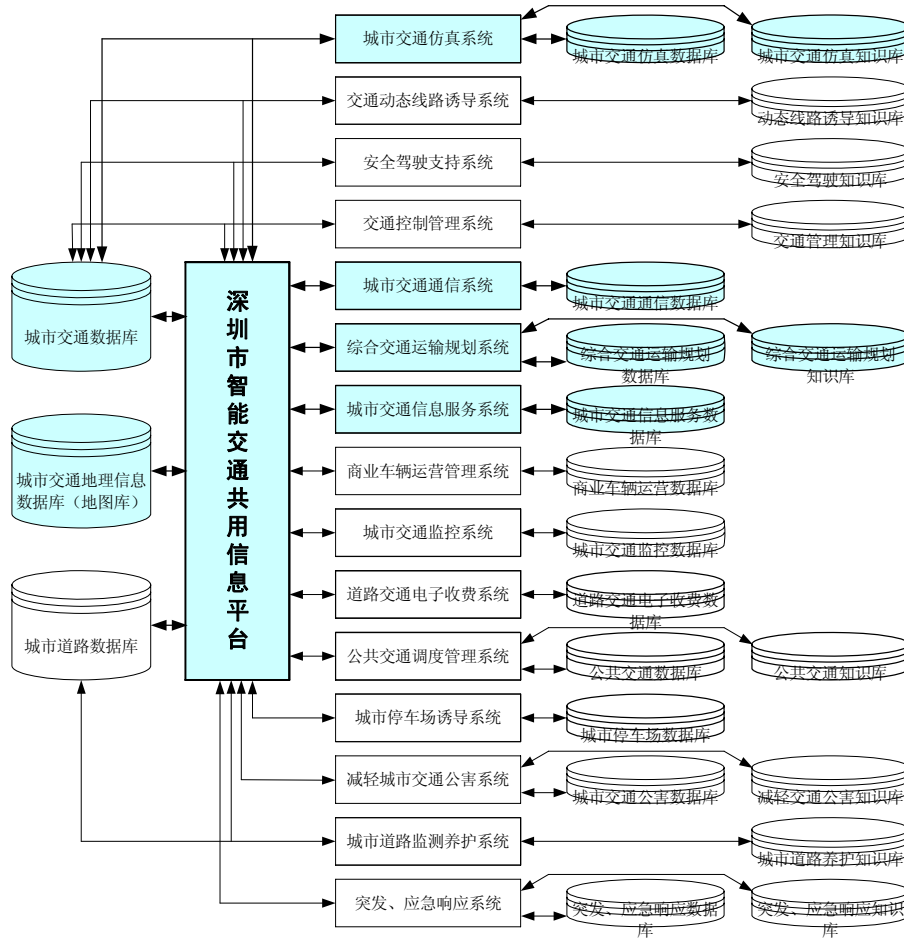 城市交通仿真系统
城市交通仿真数据库
城市交通仿真知识库
交通动态线路诱导系统
动态线路诱导知识库
安全驾驶支持系统
安全驾驶知识库
交通控制管理系统
交通管理知识库
城市交通数据库
城市交通地理信息
数据库（地图库）
城市道路数据库
深圳市智能交通共用信息平台
城市交通通信系统
城市交通通信数据库
综合交通运输规划系统
综合交通运输规划
数据库
综合交通运输规划
知识库
城市交通信息服务系统
城市交通信息服务数
据库
商业车辆运营管理系统
商业车辆运营数据库
城市交通监控系统
城市交通监控数据库
道路交通电子收费系统
道路交通电子收费数
据库
公共交通调度管理系统
公共交通数据库
公共交通知识库
城市停车场诱导系统
城市停车场数据库
减轻城市交通公害系统
城市交通公害数据库
减轻交通公害知识库
城市道路监测养护系统
城市道路养护知识库
突发、应急响应系统
突发、应急响应数据库
突发、应急响应知识库